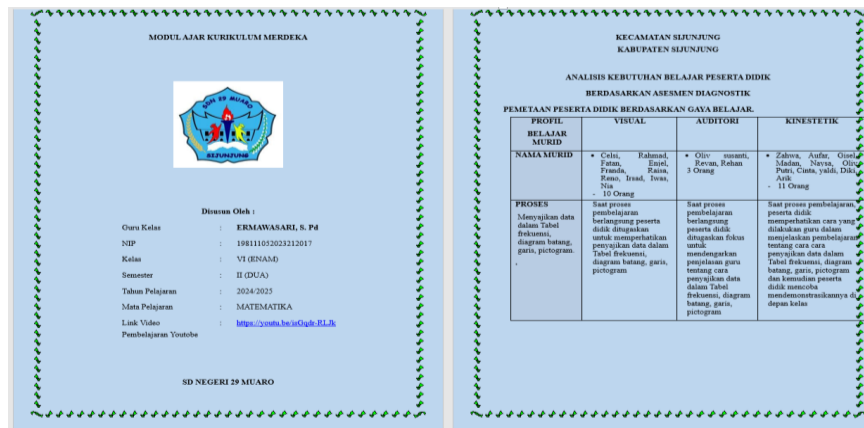 MODUL AJAR KURIKULUM MERDEKA
SDN 29 MUARO
SIJUNJUNG
Disusun Oleh :
Guru Kelas : ERMAWASARI, S. Pd
NIP : 198111052023212017
Kelas : VI (ENAM)
Semester : II (DUA)
Tahun Pelajaran : 2024/2025
Mata Pelajaran : MATEMATIKA
Link Video : 
Pembelajaran Youtobe
SD NEGERI 29 MUARO
KECAMATAN SIJUNJUNG
KABUPATEN SIJUNJUNG
ANALISIS KEBUTUHAN BELAJAR PESERTA DIDIK
BERDASARKAN ASESMEN DIAGNOSTIK
PEMETAAN PESERTA DIDIK BERDASARKAN GAYA BELAJAR.
PROFIL
BELAJAR
MURID
VISUAL
AUDITORI
KINESTETIK
NAMA MURID
• Celsi, Rahmad,
Fatan, Enjel,
Franda, Raisa,
Reno, Irsad, Iwas,
Nia
- 10 Orang
• Oliv susanti,
Revan, Rehan
3 Orang
• Zahwa, Aufar, Gisel,
Madan, Naysa, Oliv
Putri, Cinta, yaldi, Diki,
Arik
- 11 Orang
PROSES
Menyajikan data
dalam Tabel
frekuensi,
diagram batang,
garis, pictogram.
Saat proses
pembelajaran
berlangsung peserta
didik ditugaskan
untuk memperhatikan
penyajian data dalam
Tabel frekuensi,
diagram batang, garis,
pictogram
Saat proses
pembelajaran
berlangsung
peserta didik
ditugaskan fokus
untuk
mendengarkan
penjelasan guru
tentang cara
penyajian data
dalam Tabel
frekuensi, diagram
batang, garis,
pictogram
Saat proses pembelajaran,
peserta didik
memperhatikan cara yang
dilakukan guru dalam
menjelaskan pembelajaran
tentang cara cara
penyajian data dalam
Tabel frekuensi, diagram
batang, garis, pictogram
dan kemudian peserta
didik mencoba
mendemonstrasikannya di
depan kelas